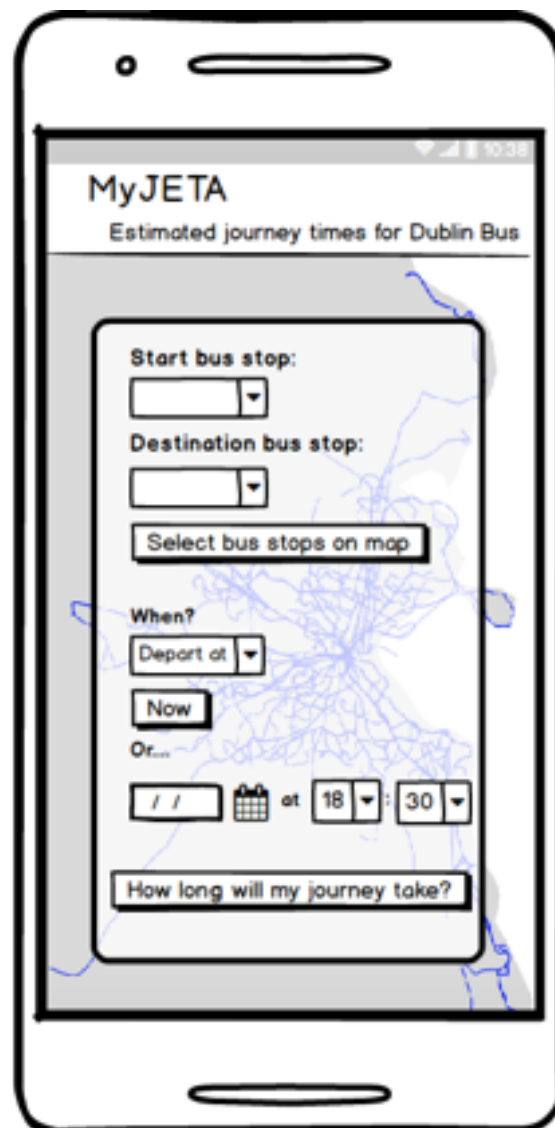 10:38
MyJETA
Estimated journey times for Dublin Bus
Start bus stop:
Destination bus stop:
Select bus stops on map
When?
Depart at
Now
Or...
/ / at 18 : 30
How long will my journey take?